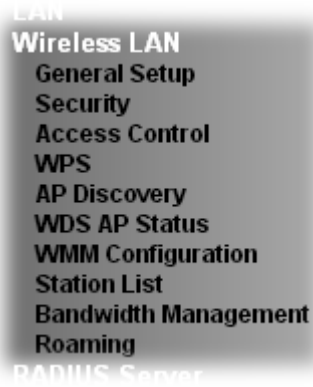 LAN
Wireless LAN
General Setup
Security
Access Control
WPS
AP Discovery
WDS AP Status
WMM Configuration
Station List
Bandwidth Management
Roaming
RADIUS Server